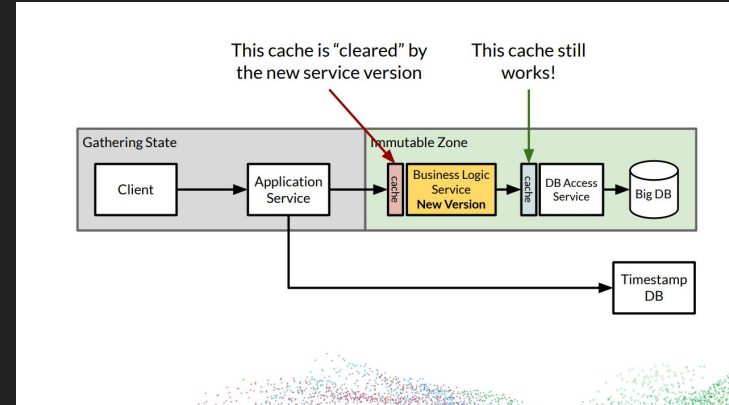 This cache is “cleared” by
the new service version
This cache still
works!
Gathering State
Immutable Zone
Client
Application
Service
cache
Business Logic
Service
New Version
cache
DB Access
Service
Big DB
Timestamp
DB